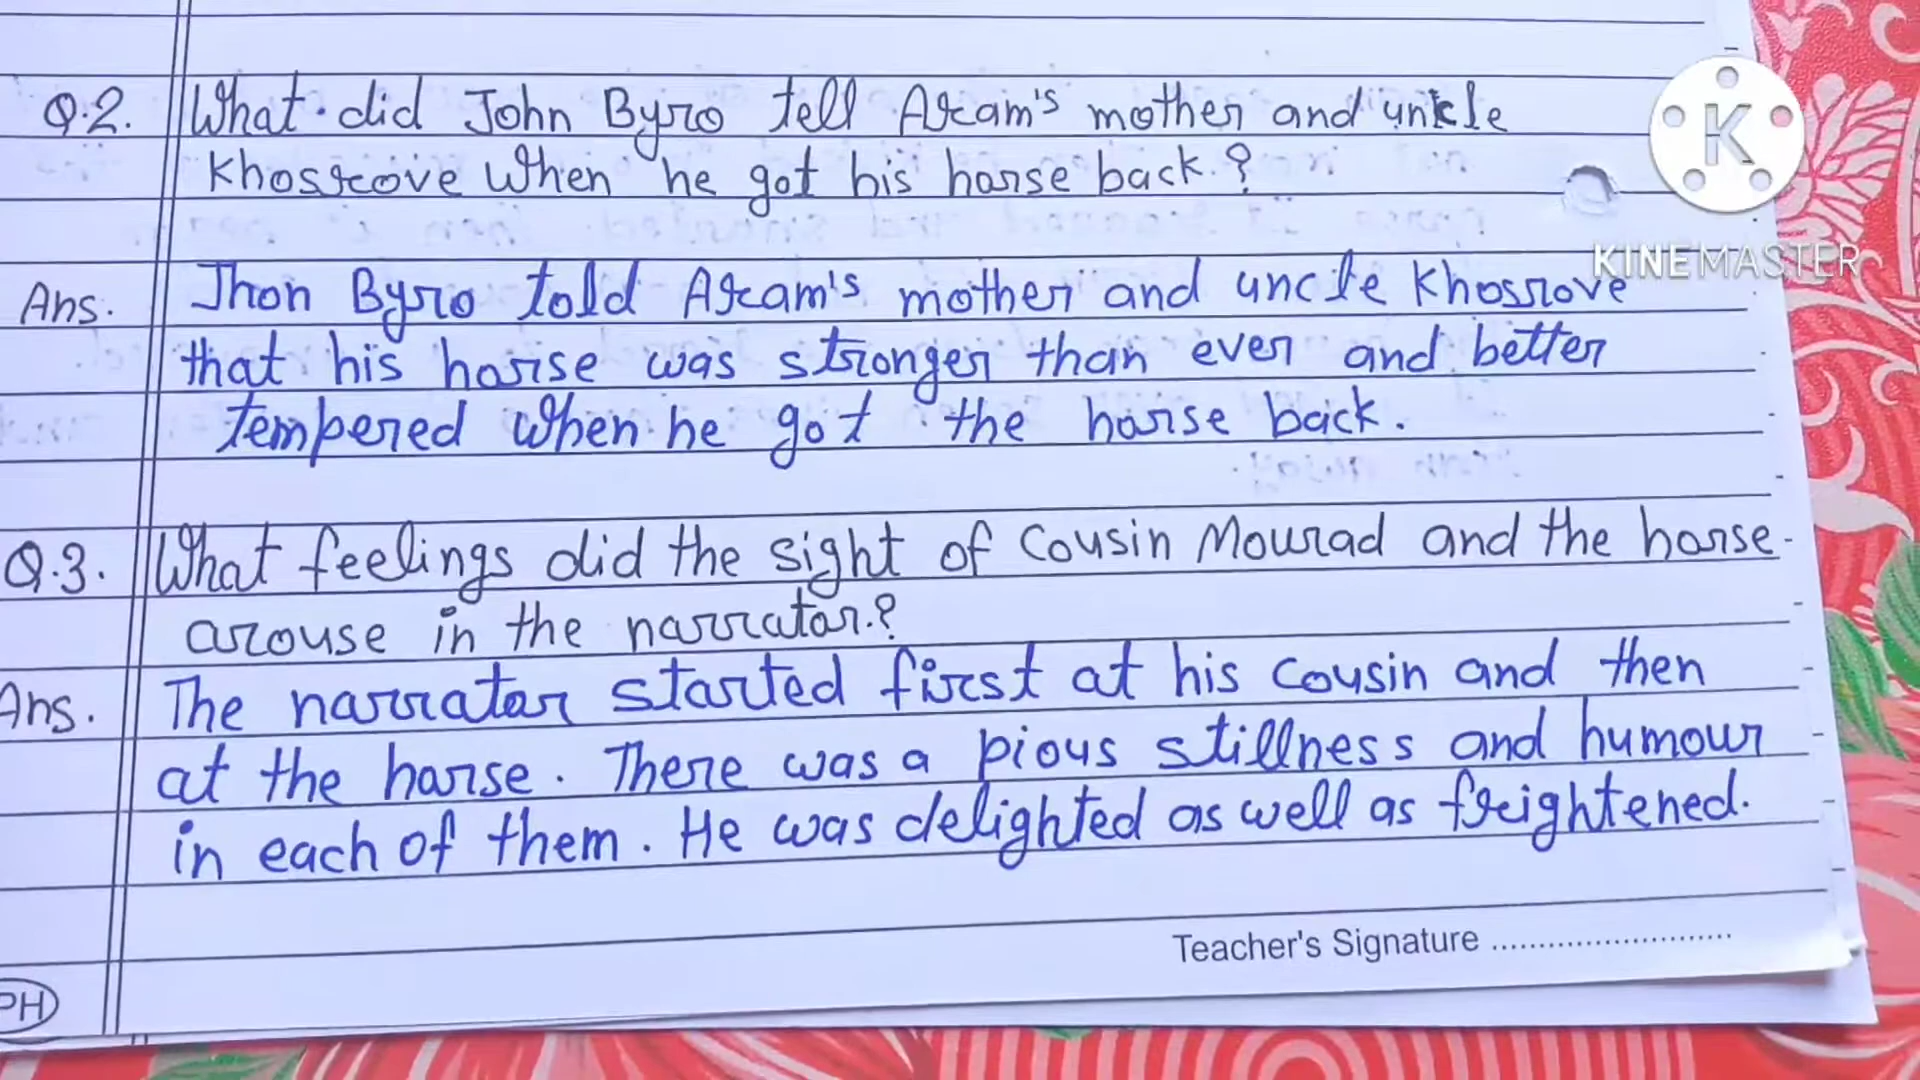 Q.2. What did John Byro tell Aram's mother and unkle
Khosrove When he got his horse back.?
Ans. Jhon Byro told Aram's mother and uncle Khosrove
that his horse was stronger than ever and better
tempered when he got the horse back.
Q.3. What feelings did the sight of Cousin Mourad and the horse
arouse in the narrator.?
Ans. The narrator started first at his cousin and then
at the horse. There was a pious stillness and humour
in each of them. He was delighted as well as frightened.
Teacher's Signature ..........................
PH
K
KINEMASTER